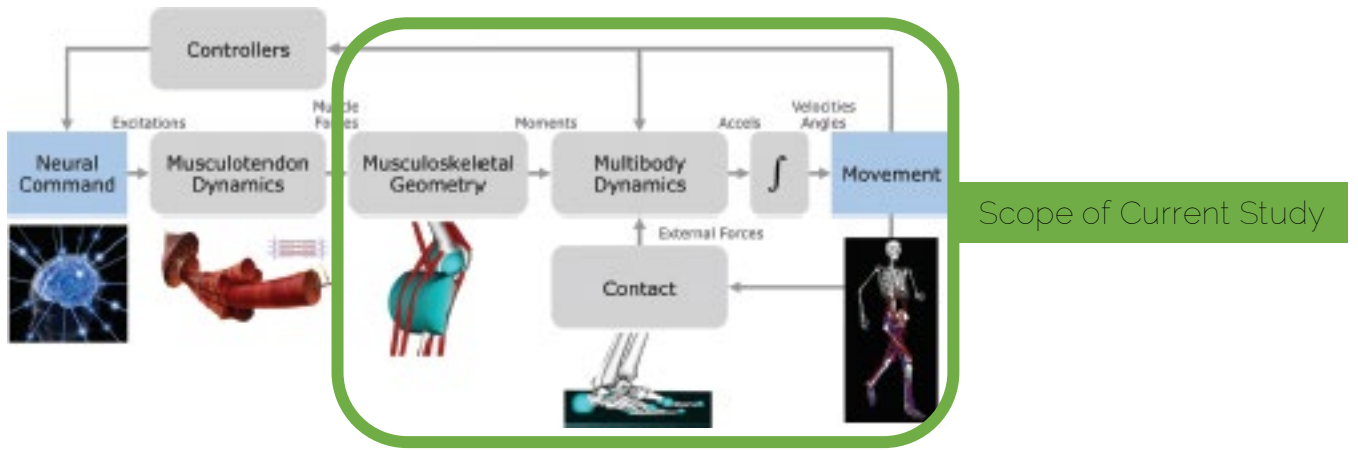 Controllers
Excitations
Muscle
Forces
Moments
Accels
Velocities
Angles
Neural
Command
Musculotendon
Dynamics
Musculoskeletal
Geometry
Multibody
Dynamics
∫
Movement
Scope of Current Study
External Forces
Contact